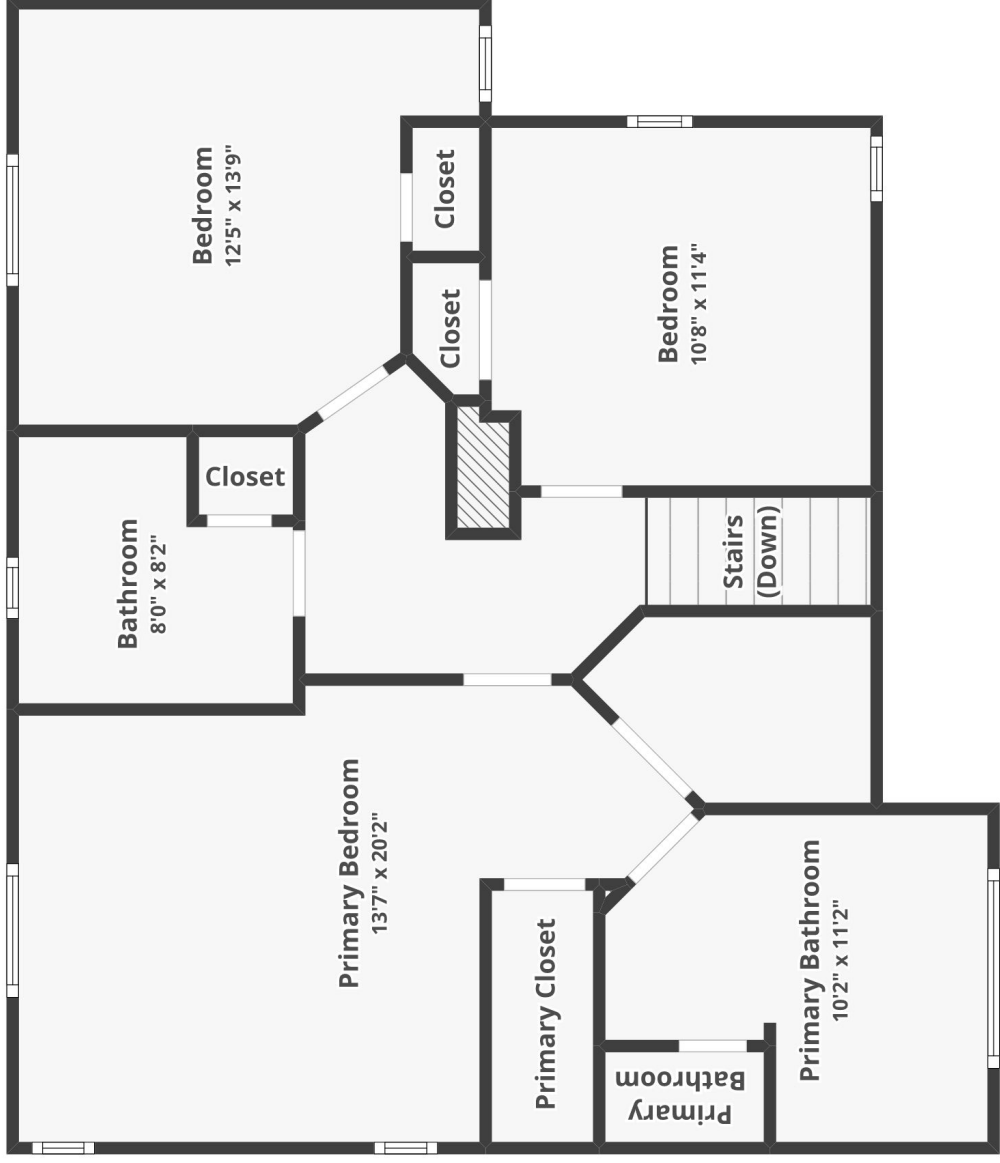 Bedroom
12'5" x 13'9"
Closet
Closet
Bedroom
10'8" x 11'4"
Closet
Bathroom
8'0" x 8'2"
Stairs
(Down)
Primary Bedroom
13'7" x 20'2"
Primary Closet
Primary
Bathroom
Primary Bathroom
10'2" x 11'2"